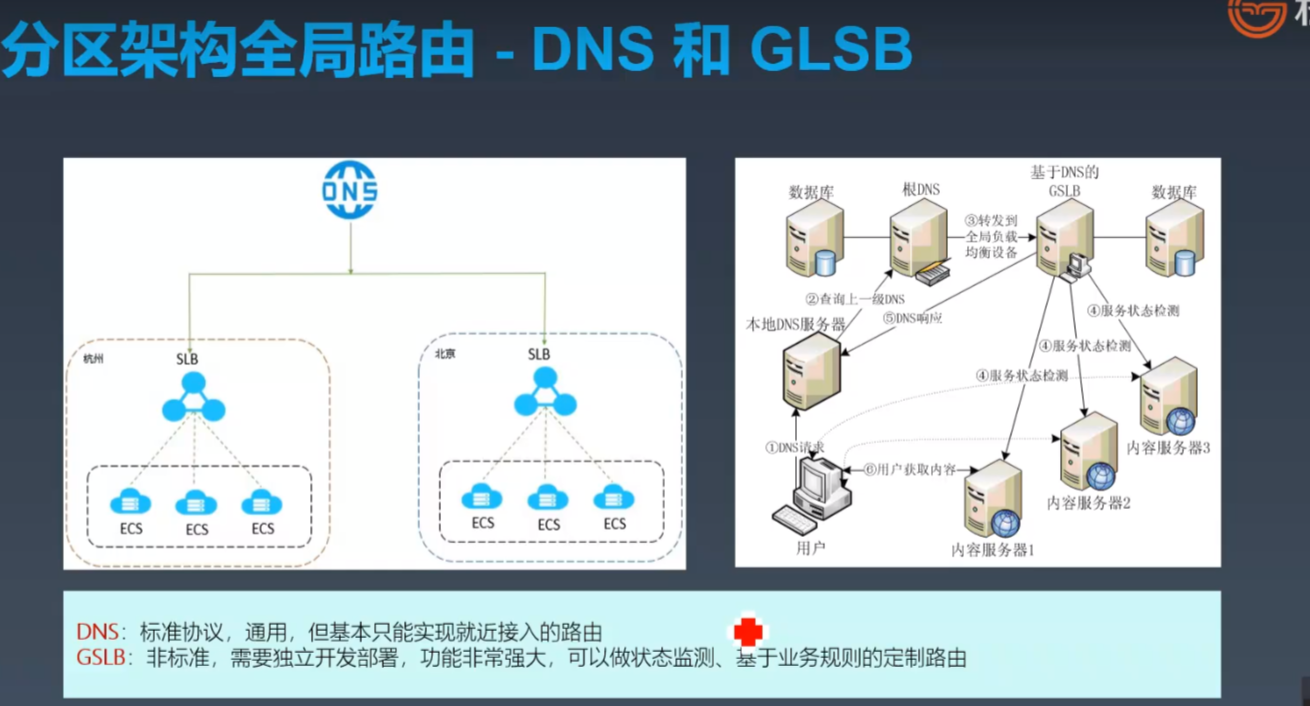 分区架构全局路由 - DNS 和 GLSB
DNS
杭州
SLB
ECS
ECS
ECS
北京
SLB
ECS
ECS
ECS
数据库
根DNS
基于DNS的
GSLB
数据库
③转发到
全局负载
均衡设备
②查询上一级DNS
本地DNS服务器
⑤DNS响应
④服务状态检测
④服务状态检测
④服务状态检测
①DNS请求
⑥用户获取内容
内容服务器3
内容服务器2
内容服务器1
用户
DNS：标准协议，通用，但基本只能实现就近接入的路由
GSLB：非标准，需要独立开发部署，功能非常强大，可以做状态监测、基于业务规则的定制路由